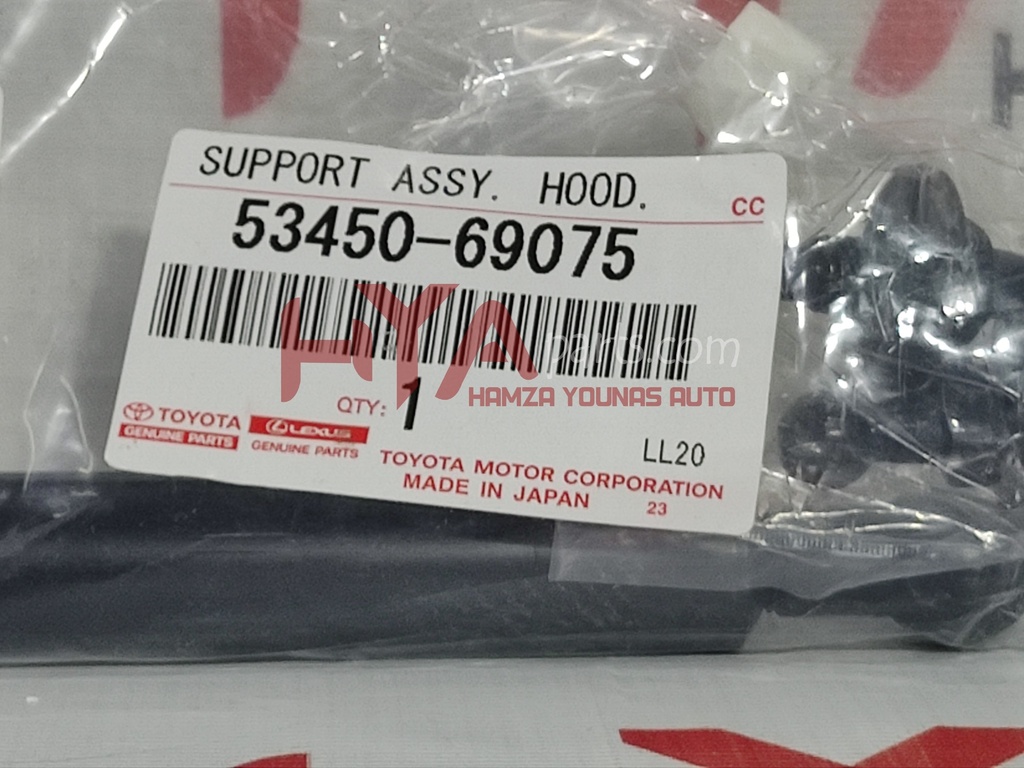 SUPPORT ASSY. HOOD.
CC
53450-69075
HYA parts.com
HAMZA YOUNAS AUTO
QTY: 1
TOYOTA
GENUINE PARTS
LEXUS
GENUINE PARTS
LL20
TOYOTA MOTOR CORPORATION
MADE IN JAPAN
23
H